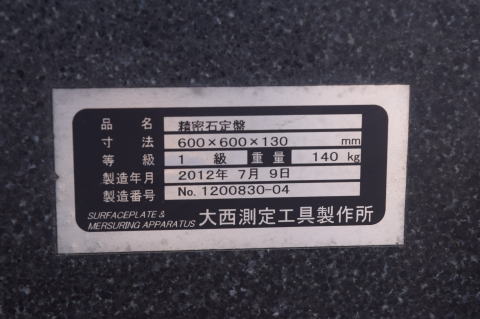 品名 精密石定盤
寸法 600×600×130 mm
等級 1 級 重量 140 kg
製造年月 2012年 7月 9日
製造番号 No.1200830-04
SURFACEPLATE &
MERSURING APPARATUS 大西測定工具製作所